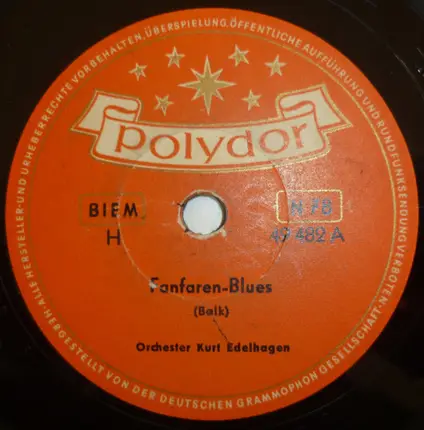 ALLE HERSTELLER- UND URHEBERRECHTE VORBEHALTEN, ÜBERSPIELUNG, ÖFFENTLICHE AUFFÜHRUNG UND RUNDFUNKSENDUNG VERBOTEN
HERGESTELLT VON DER DEUTSCHEN GRAMMOPHON GESELLSCHAFT
polydor
BIEM
N 78
H
49 482 A
Fanfaren-Blues
(Balk)
Orchester Kurt Edelhagen